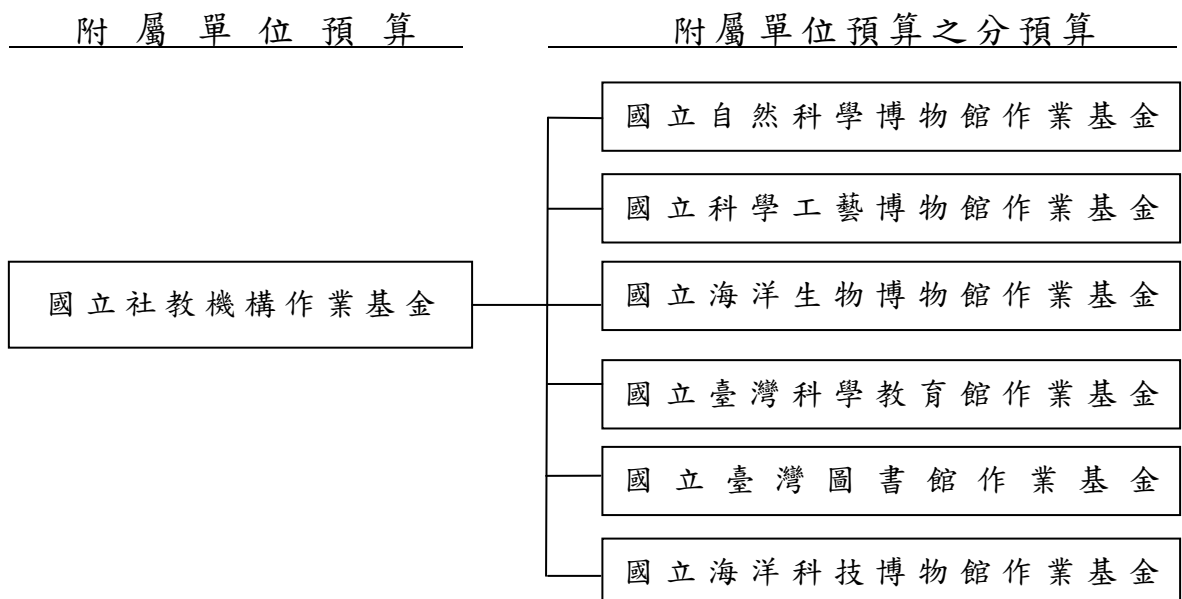 附屬單位預算
附屬單位預算之分預算
國立社教機構作業基金
國立自然科學博物館作業基金
國立科學工藝博物館作業基金
國立海洋生物博物館作業基金
國立臺灣科學教育館作業基金
國立臺灣圖書館作業基金
國立海洋科技博物館作業基金